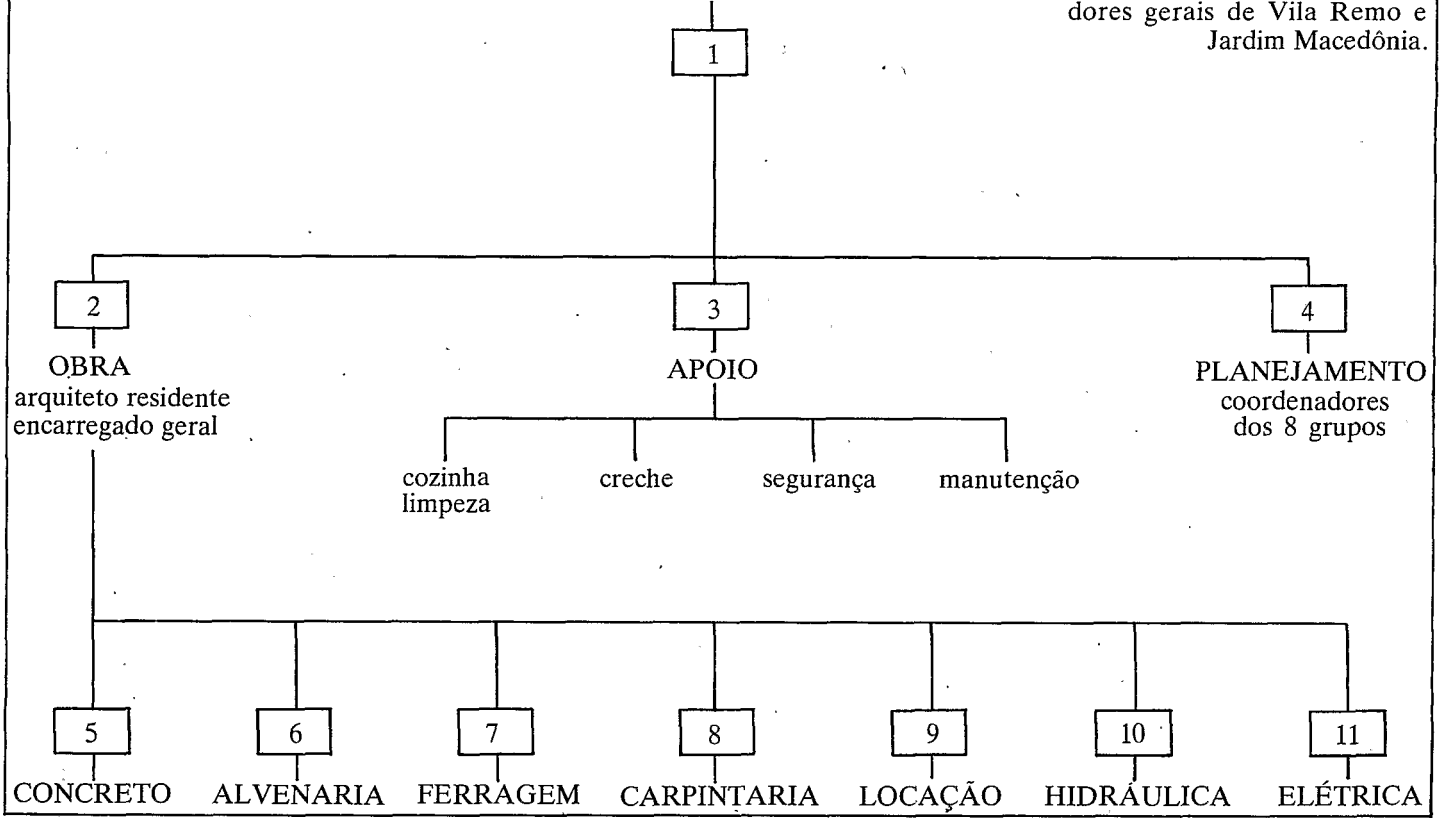 dores gerais de Vila Remo e
Jardim Macedônia.
1
2
3
4
OBRA
arquiteto residente
encarregado geral
APOIO
PLANEJAMENTO
coordenadores
dos 8 grupos
cozinha
limpeza
creche
segurança
manutenção
5
6
7
8
9
10
11
CONCRETO
ALVENARIA
FERRAGEM
CARPINTARIA
LOCAÇÃO
HIDRÁULICA
ELÉTRICA